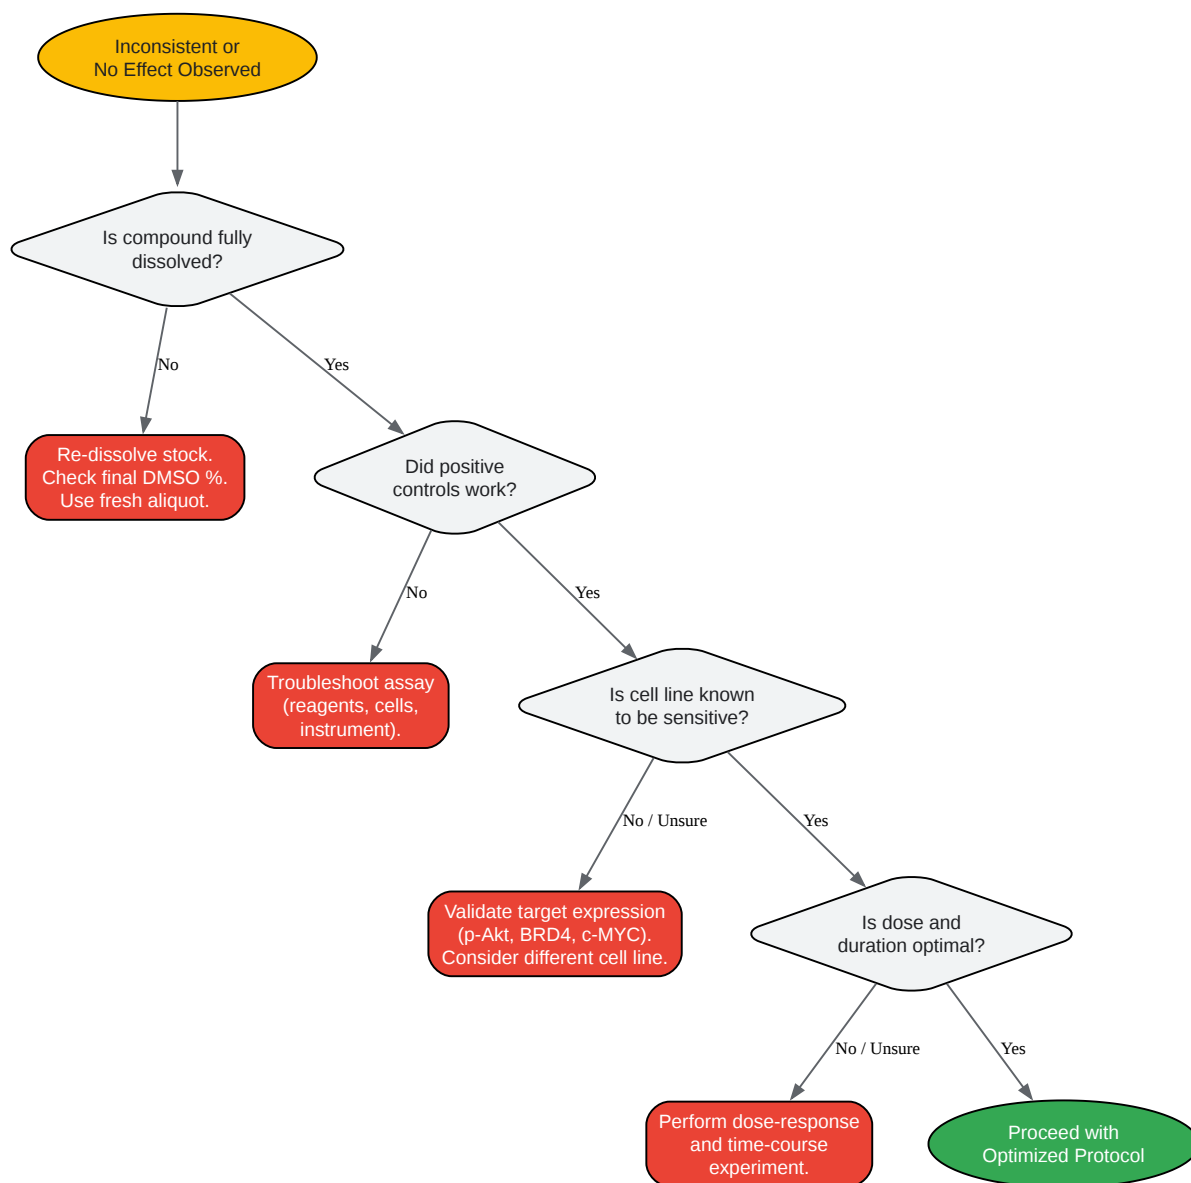 Inconsistent or
No Effect Observed
Is compound fully
dissolved?
No
Yes
Re-dissolve stock.
Check final DMSO %.
Use fresh aliquot.
Did positive
controls work?
No
Yes
Troubleshoot assay
(reagents, cells,
instrument).
Is cell line known
to be sensitive?
No / Unsure
Yes
Validate target expression
(p-Akt, BRD4, c-MYC).
Consider different cell line.
Is dose and
duration optimal?
No / Unsure
Yes
Perform dose-response
and time-course
experiment.
Proceed with
Optimized Protocol